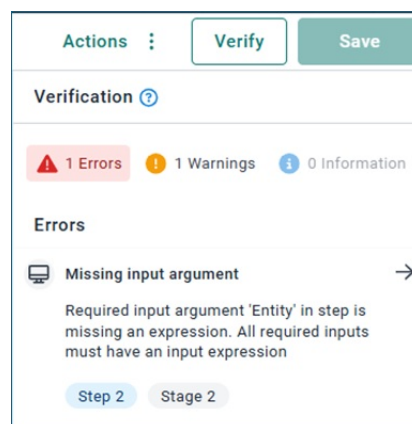 Actions Verify Save
Verification
1 Errors 1 Warnings 0 Information
Errors
Missing input argument
Required input argument 'Entity' in step is
missing an expression. All required inputs
must have an input expression
Step 2 Stage 2